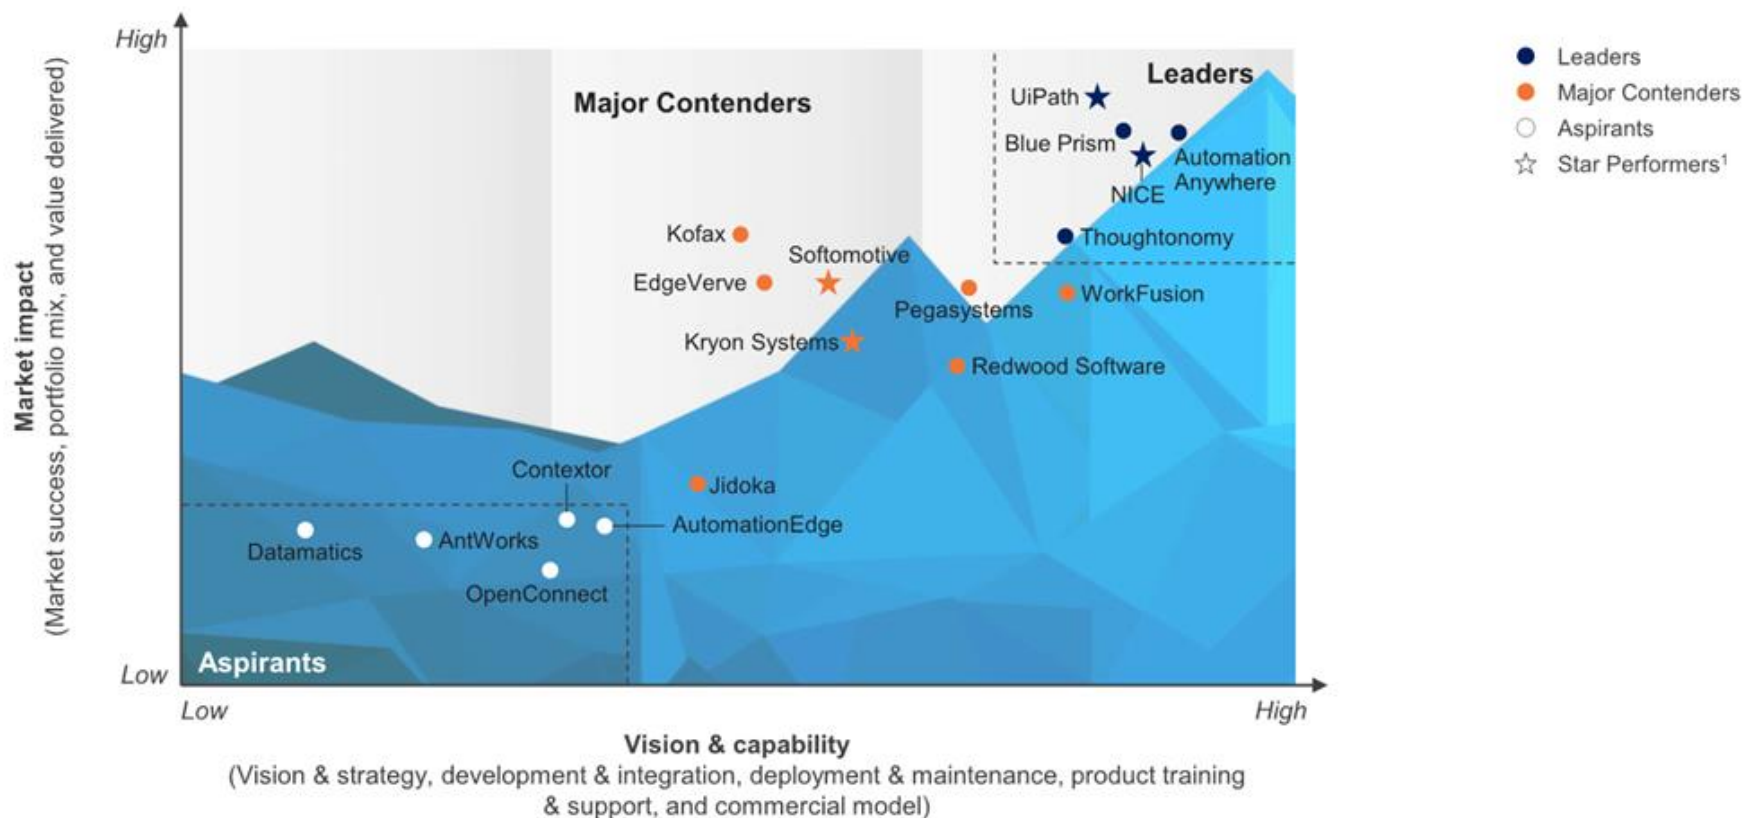 High
Market impact
(Market success, portfolio mix, and value delivered)
Low
Major Contenders
Leaders
UiPath
Blue Prism
Automation
Anywhere
NICE
Thoughtonomy
Kofax
Softomotive
EdgeVerve
Pegasystems
WorkFusion
Kryon Systems
Redwood Software
Contextor
Jidoka
AutomationEdge
Datamatics
AntWorks
OpenConnect
Aspirants
Low
High
Vision & capability
(Vision & strategy, development & integration, deployment & maintenance, product training
& support, and commercial model)
Leaders
Major Contenders
Aspirants
Star Performers¹